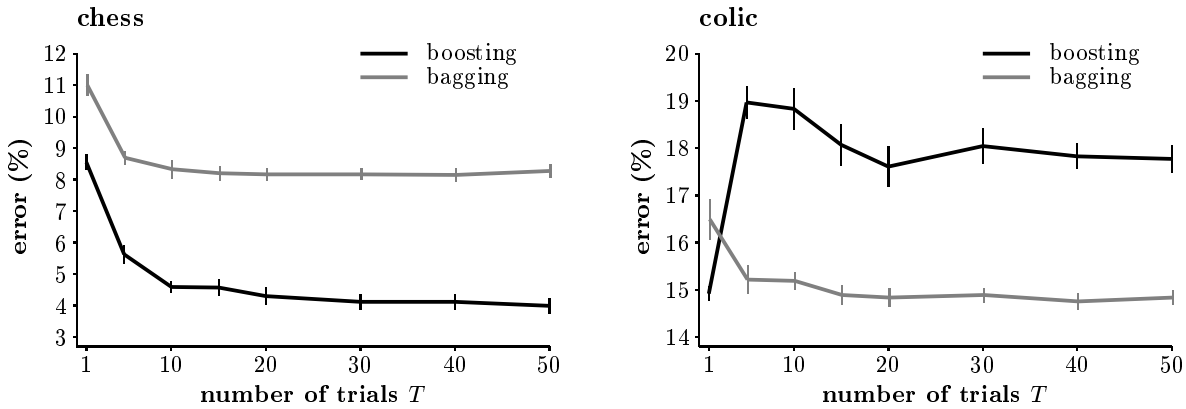 chess
boosting
bagging
12
11
10
9
8
7
6
5
4
3
error (%)
1 10 20 30 40 50
number of trials T
colic
boosting
bagging
20
19
18
17
16
15
14
error (%)
1 10 20 30 40 50
number of trials T